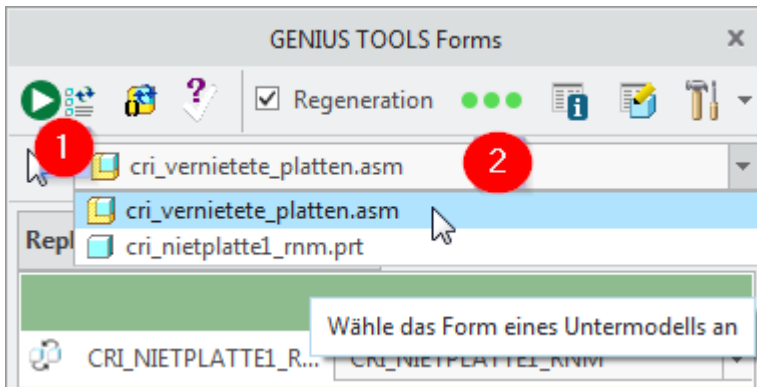 GENIUS TOOLS Forms
Regeneration
1
2
cri_vernietete_platten.asm
cri_vernietete_platten.asm
cri_nietplatte1_rnm.prt
Repl
Wähle das Form eines Untermodells an
CRI_NIETPLATTE1_R... CRI_NIETPLATTE1_RNM